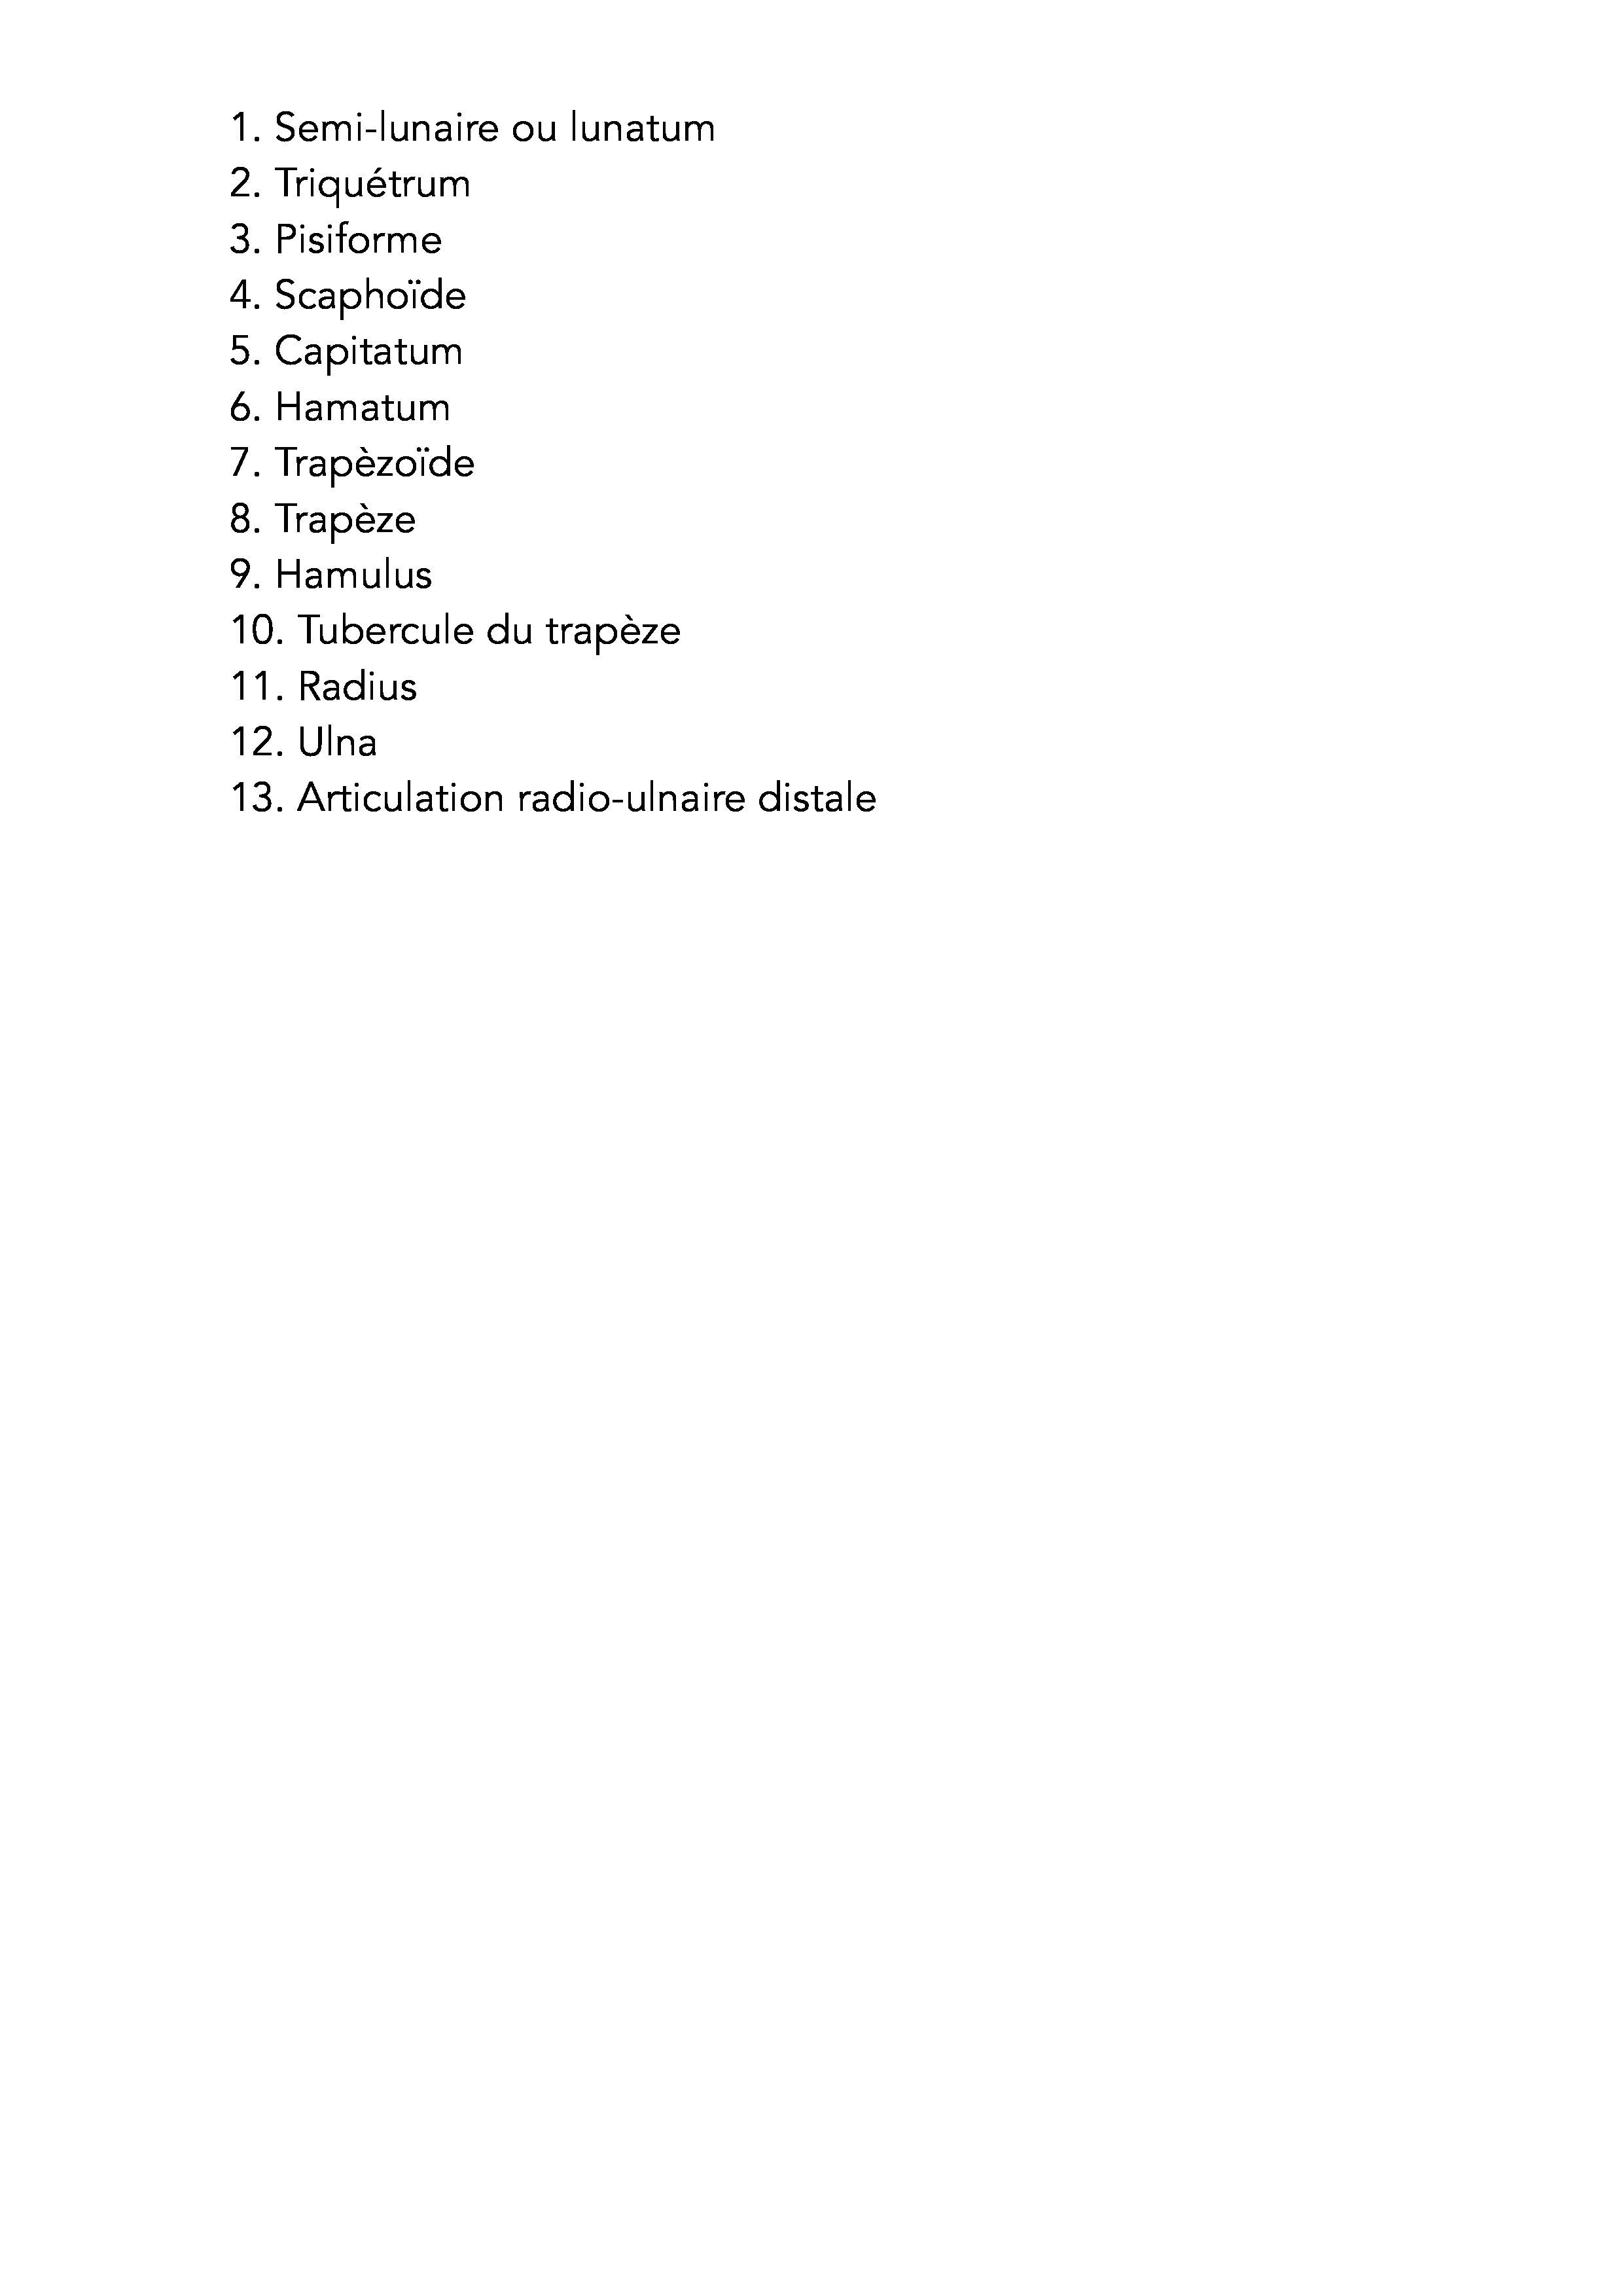 1. Semi-lunaire ou lunatum
2. Triquétrum
3. Pisiforme
4. Scaphoïde
5. Capitatum
6. Hamatum
7. Trapèzoïde
8. Trapèze
9. Hamulus
10. Tubercule du trapèze
11. Radius
12. Ulna
13. Articulation radio-ulnaire distale